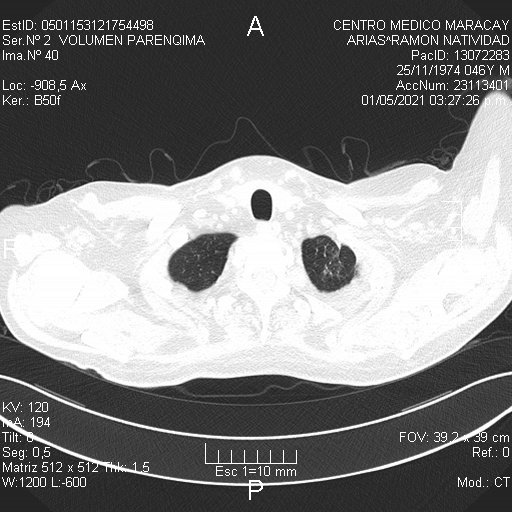 EstID: 0501153121754498
Ser.Nº 2 VOLUMEN PARENQIMA
Ima.Nº 40
Loc: -908,5 Ax
Ker.: B50f
A
CENTRO MEDICO MARACAY
ARIAS^RAMON NATIVIDAD
PacID: 13072283
25/11/1974 046Y M
AccNum: 23113401
01/05/2021 03:27:26 p.m.
R
KV: 120
mA: 194
Tilt: 0
Seg: 0,5
Matriz 512 x 512 Thk: 1.5
W:1200 L:-600
Esc 1=10 mm
P
FOV: 39.2 x 39 cm
Ref.: 0
Mod.: CT